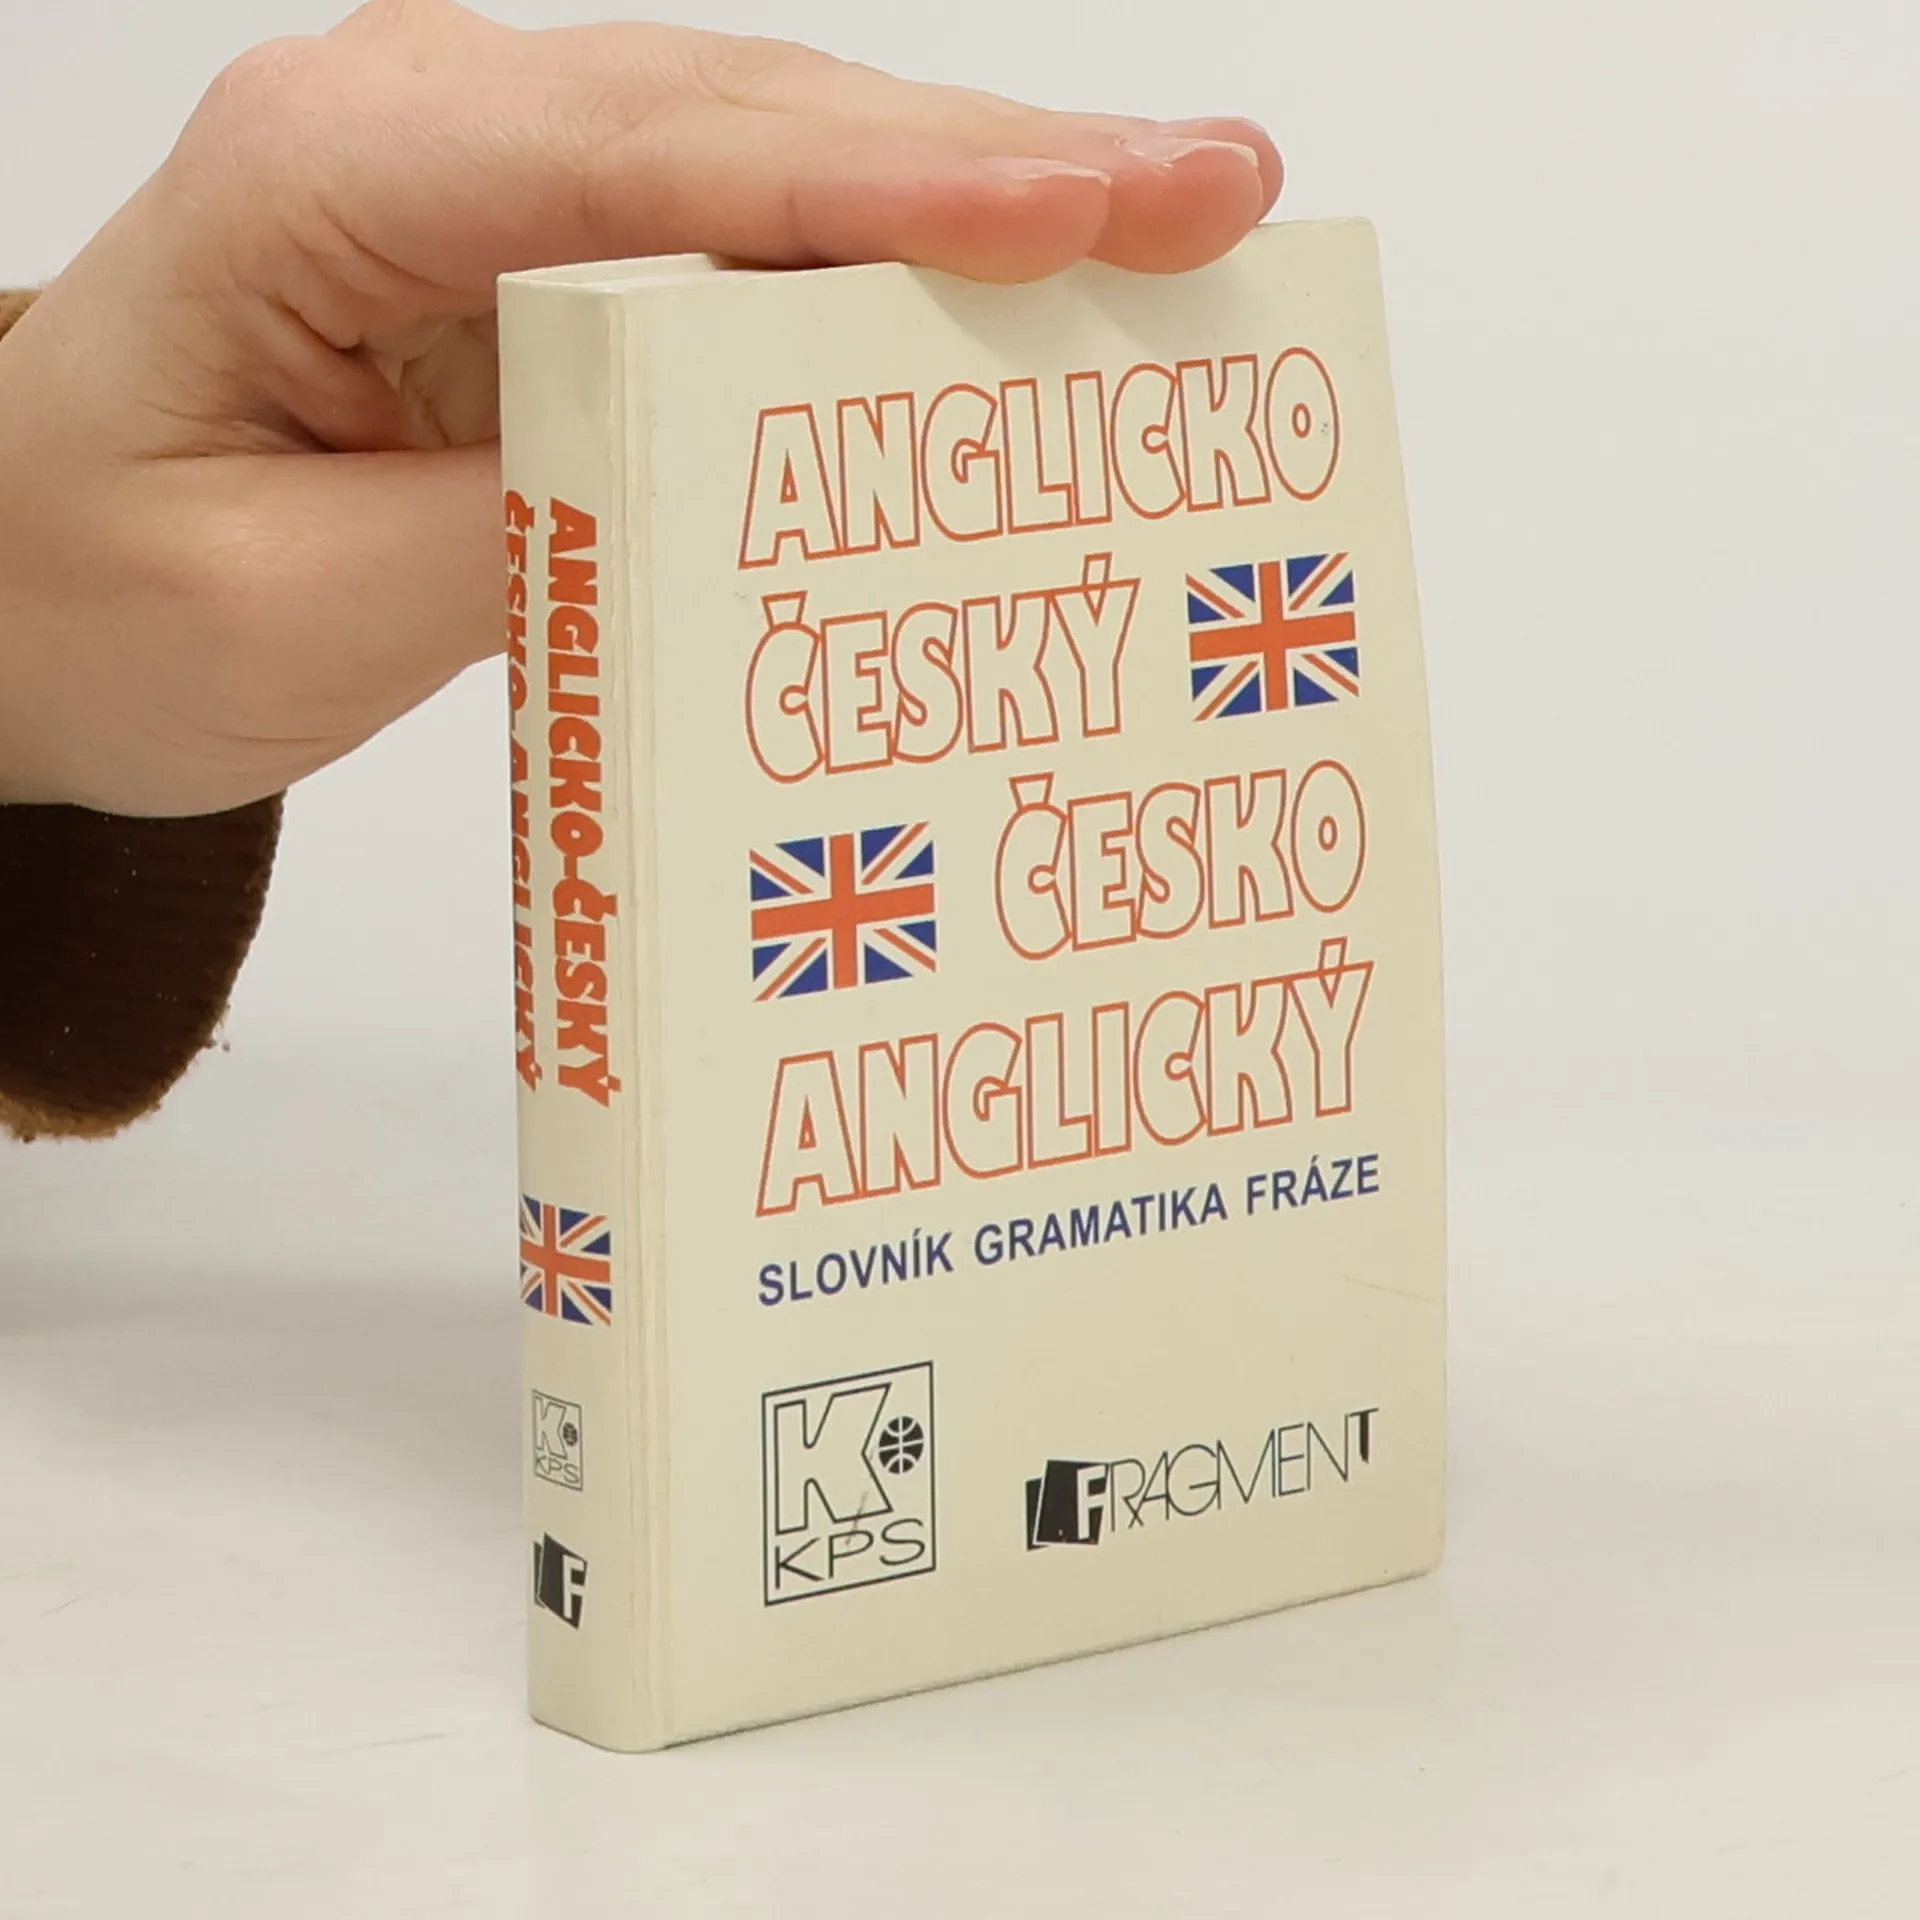 ANGLICKO-ČESKÝ
ČESKO-ANGLICKÝ
K
KPS
F
ANGLICKO
ČESKÝ
ČESKO
ANGLICKÝ
SLOVNÍK GRAMATIKA FRÁZE
K
KPS
FRAGMENT